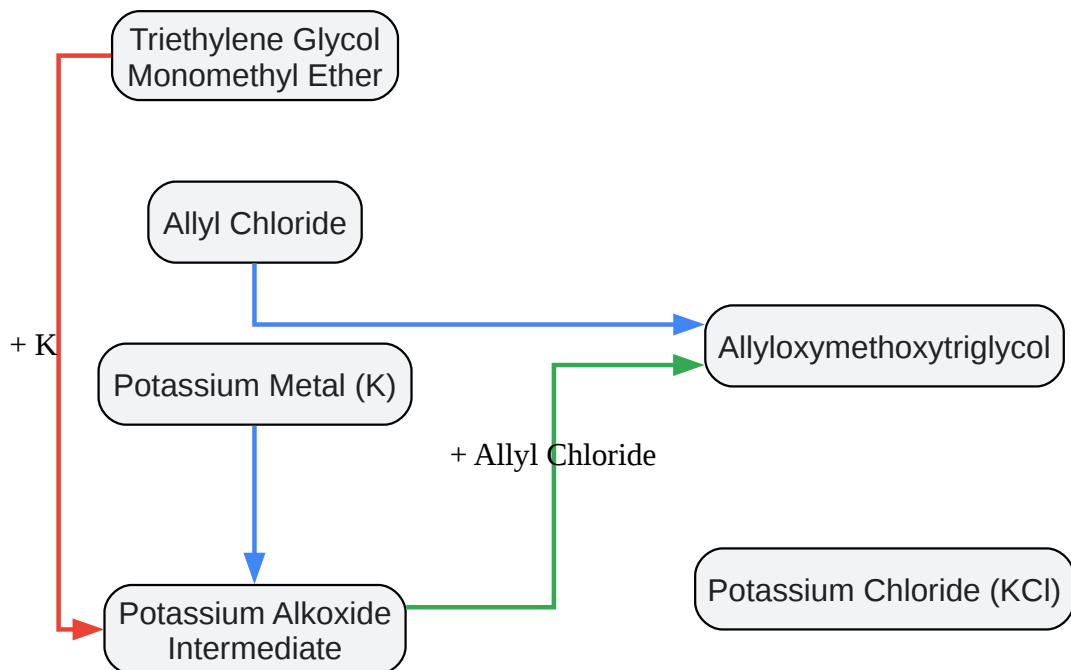 Triethylene Glycol
Monomethyl Ether
Allyl Chloride
+ K
Allyloxymethoxytriglycol
Potassium Metal (K)
+ Allyl Chloride
Potassium Chloride (KCl)
Potassium Alkoxide
Intermediate